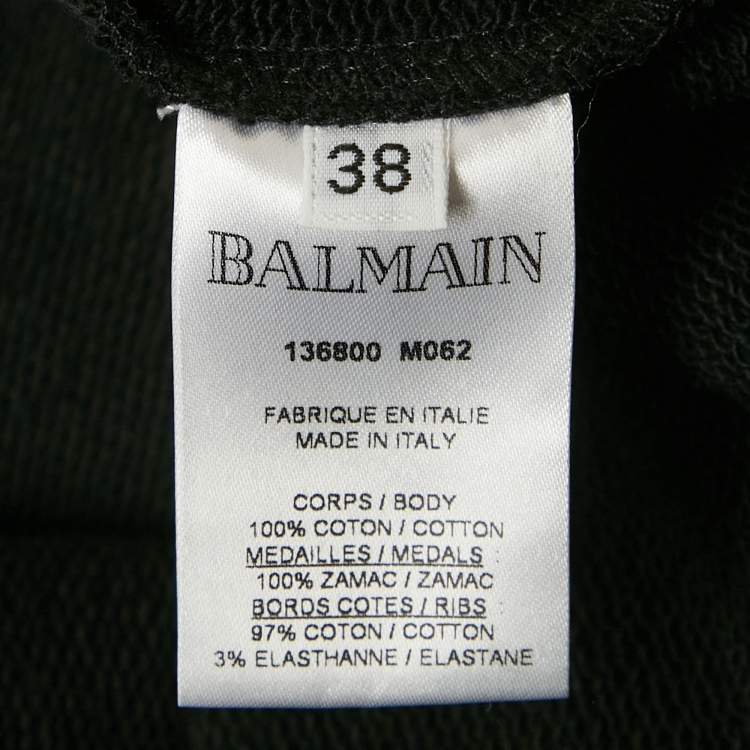 38
BALMAIN
136800 M062
FABRIQUE EN ITALIE
MADE IN ITALY
CORPS / BODY
100% COTON / COTTON
MEDAILLES / MEDALS :
100% ZAMAC / ZAMAC
BORDS COTES / RIBS :
97% COTON / COTTON
3% ELASTHANNE / ELASTANE